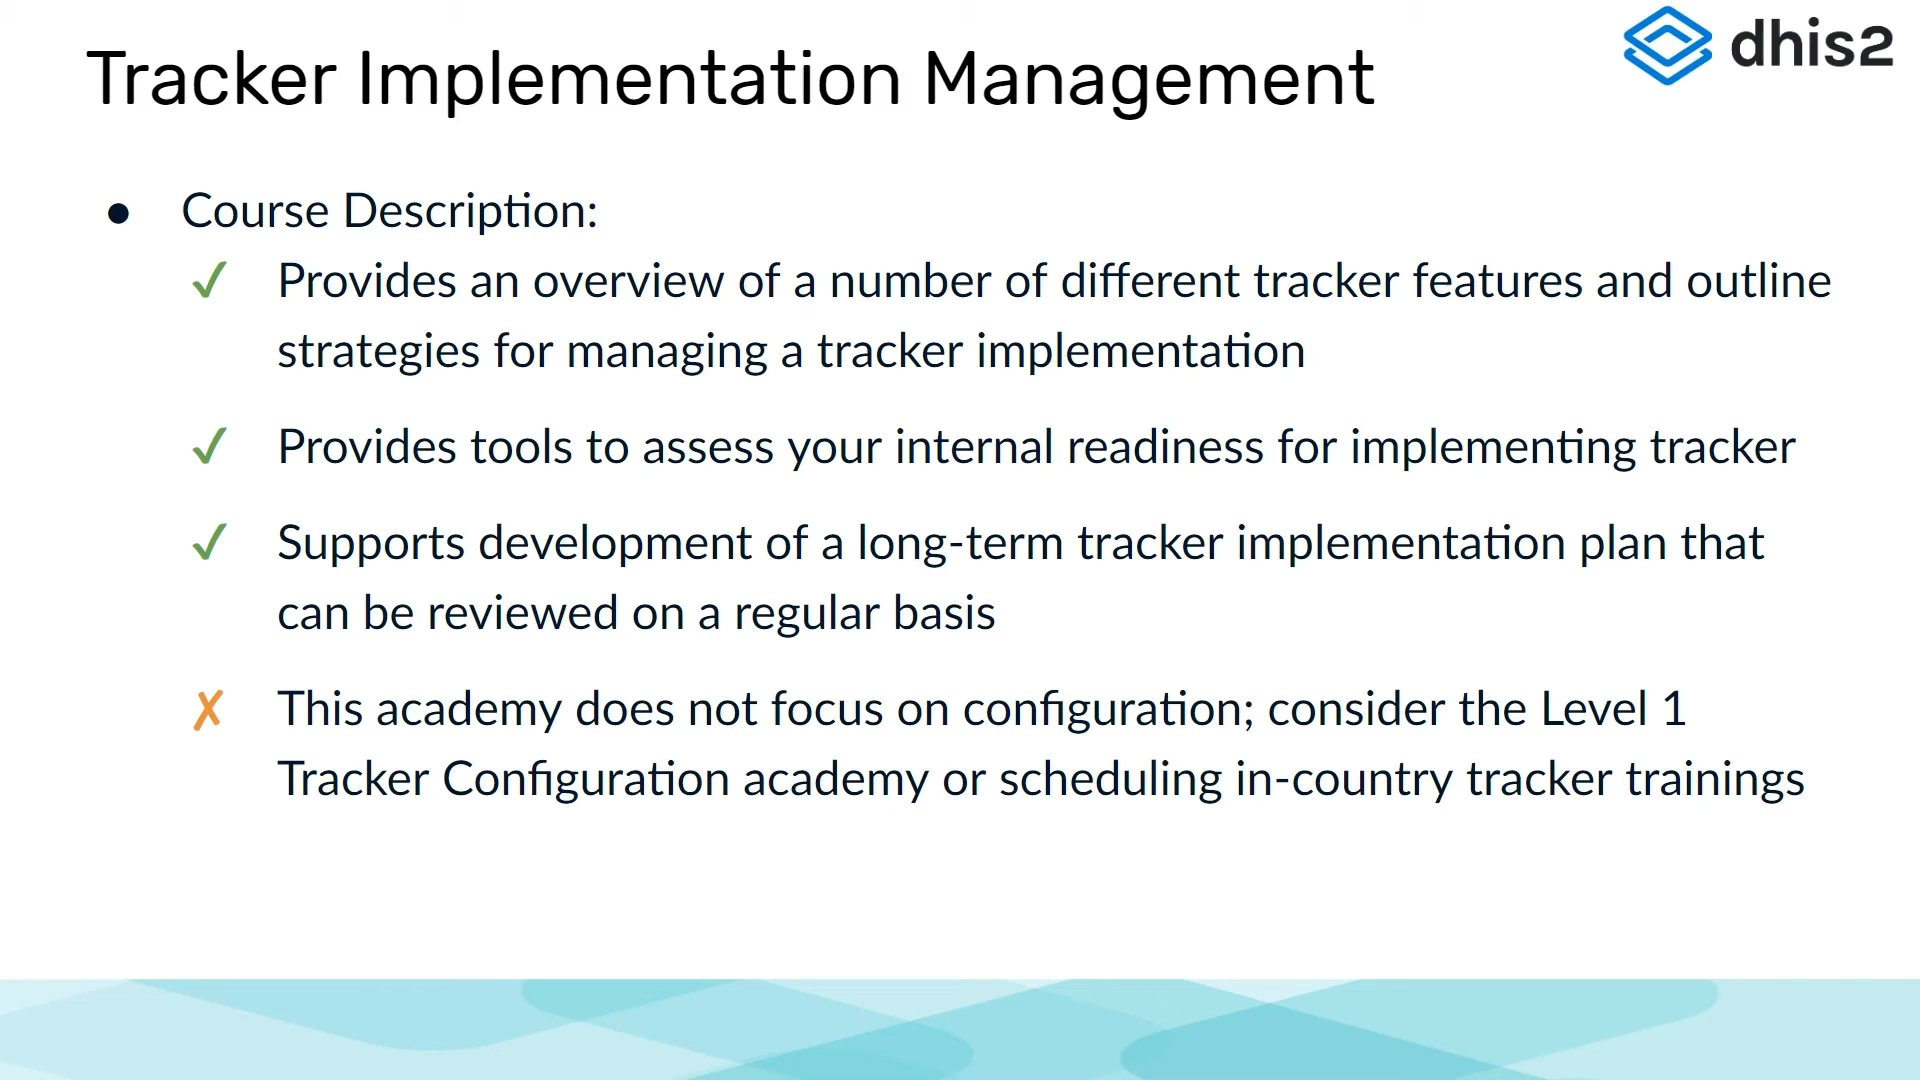 dhis2
Tracker Implementation Management
● Course Description:
✓ Provides an overview of a number of different tracker features and outline
strategies for managing a tracker implementation
✓ Provides tools to assess your internal readiness for implementing tracker
✓ Supports development of a long-term tracker implementation plan that
can be reviewed on a regular basis
✗ This academy does not focus on configuration; consider the Level 1
Tracker Configuration academy or scheduling in-country tracker trainings